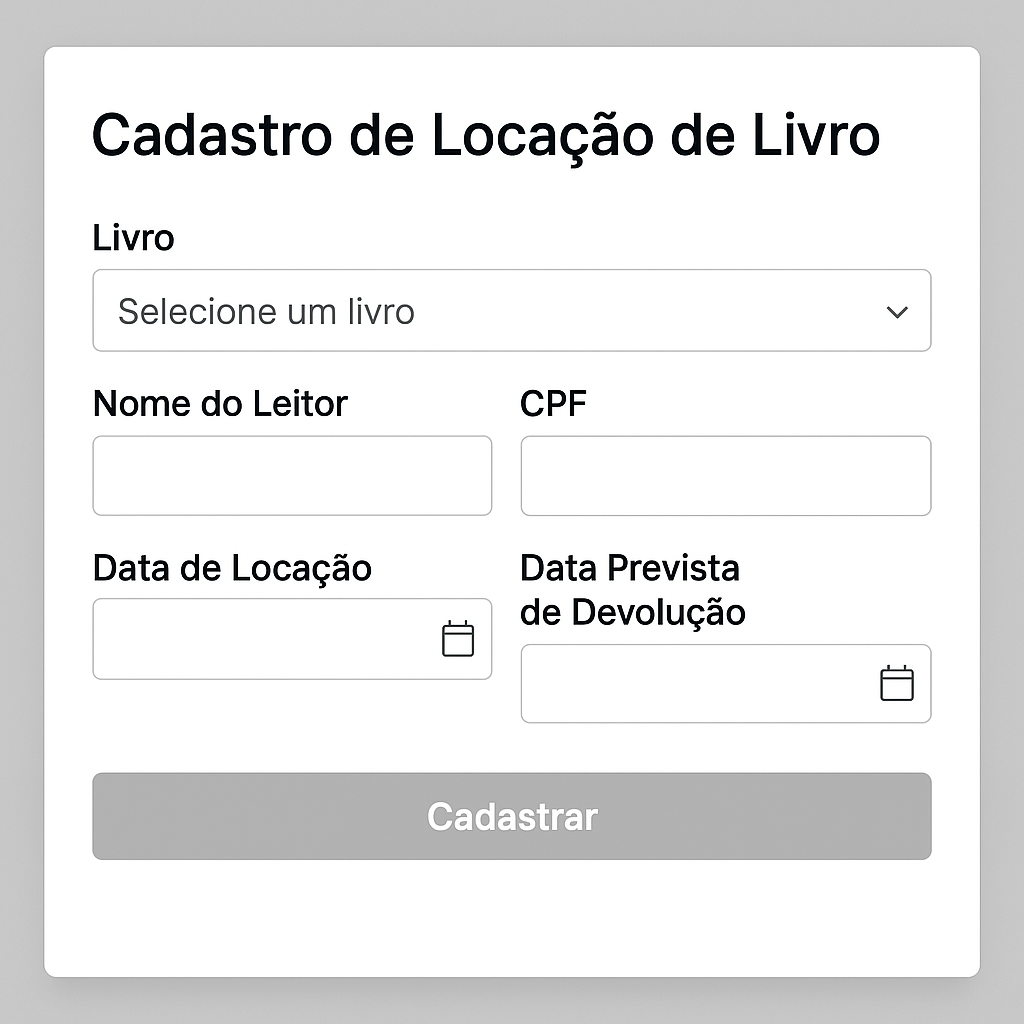 Cadastro de Locação de Livro
Livro
Selecione um livro
Nome do Leitor
CPF
Data de Locação
Data Prevista
de Devolução
Cadastrar